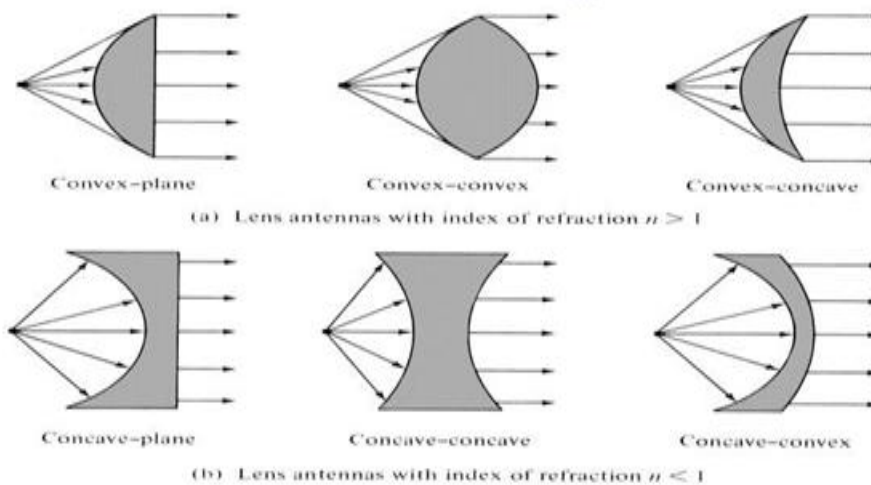 Convex–plane Convex–convex Convex–concave
(a) Lens antennas with index of refraction n > 1
Concave–plane Concave–concave Concave–convex
(b) Lens antennas with index of refraction n < 1